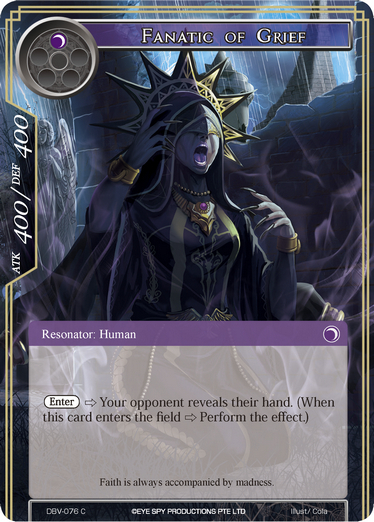 Fanatic of Grief
ATK 400/DEF 400
Resonator: Human
Enter ⇨ Your opponent reveals their hand. (When
this card enters the field ⇨ Perform the effect.)
Faith is always accompanied by madness.
DBV-076 C ©EYE SPY PRODUCTIONS PTE LTD Illust/ Cola